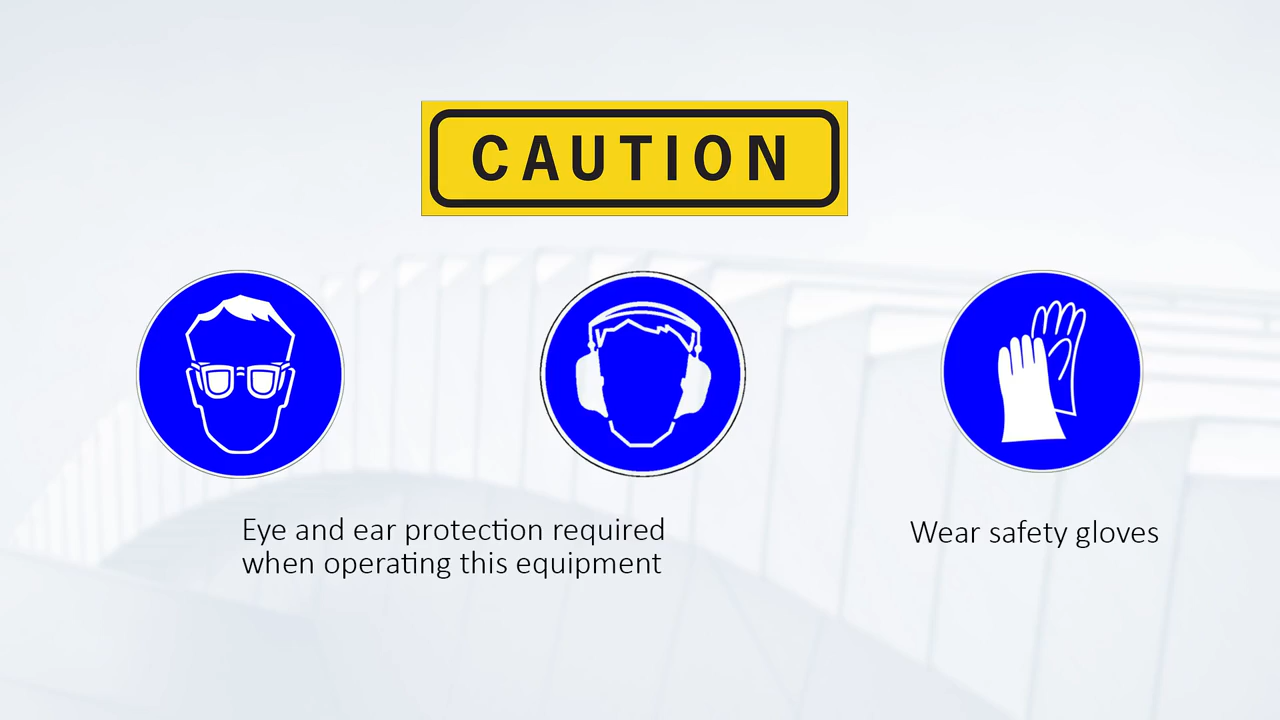 CAUTION
Eye and ear protection required
when operating this equipment
Wear safety gloves